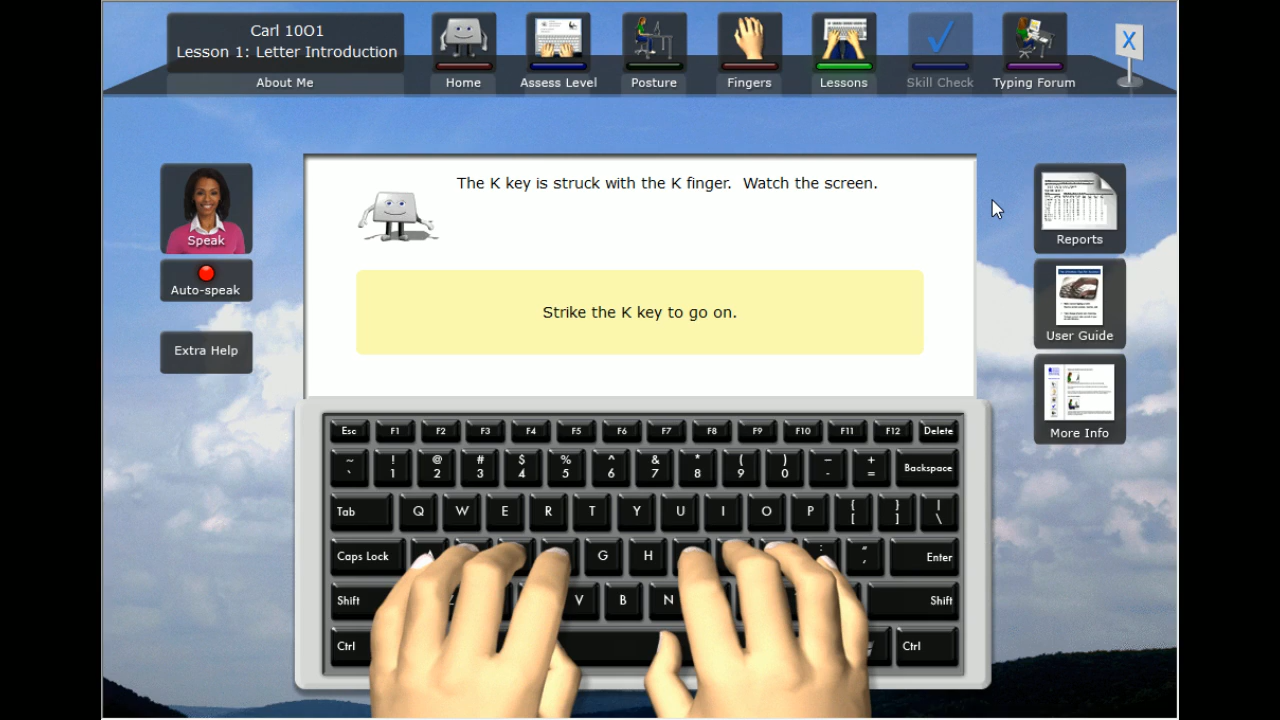 Carl 10O1
Lesson 1: Letter Introduction
About Me
Home
Assess Level
Posture
Fingers
Lessons
Skill Check
Typing Forum
X
Speak
Auto-speak
Extra Help
The K key is struck with the K finger.  Watch the screen.
Strike the K key to go on.
Reports
User Guide
More Info
Esc F1 F2 F3 F4 F5 F6 F7 F8 F9 F10 F11 F12 Delete
~ ! @ # $ % ^ & * ( ) – +
` 1 2 3 4 5 6 7 8 9 0 - = Backspace
Tab Q W E R T Y U I O P { [ } ] | \
Caps Lock G H : " , Enter
Shift Z V B N Shift
Ctrl Ctrl